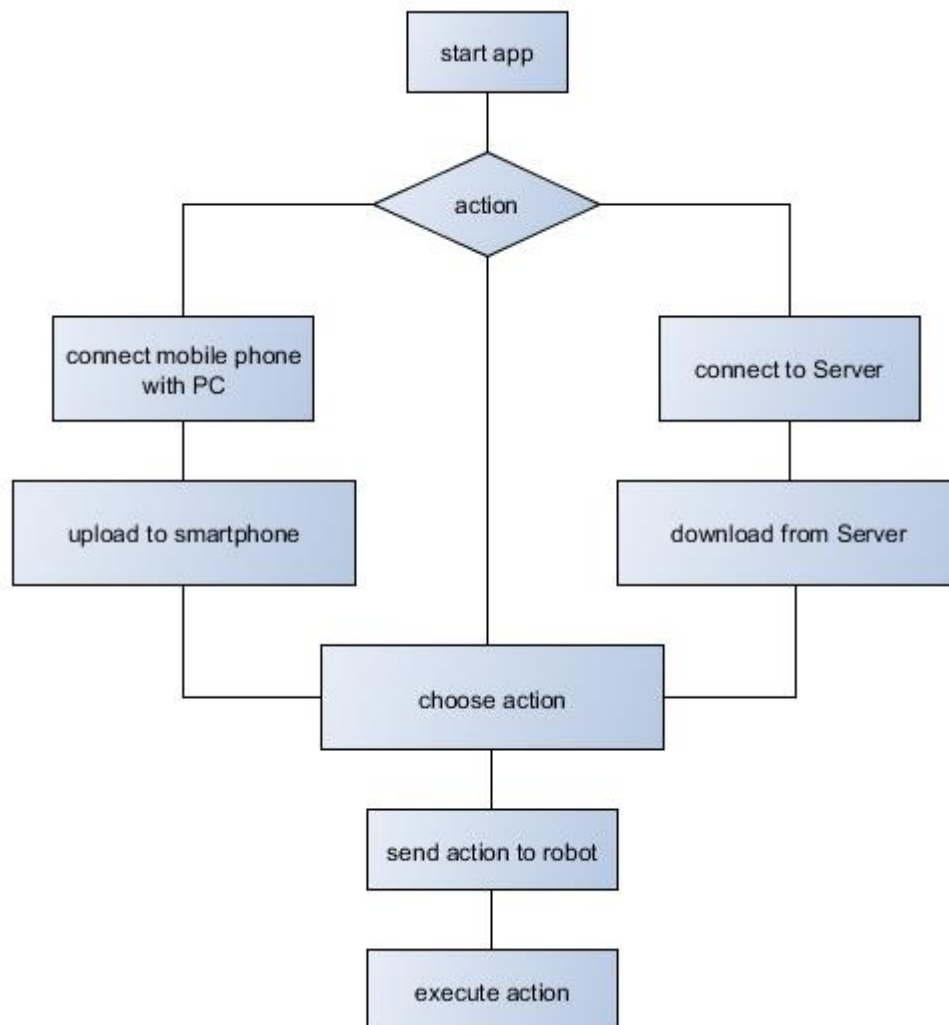 start app
action
connect mobile phone
with PC
connect to Server
upload to smartphone
download from Server
choose action
send action to robot
execute action